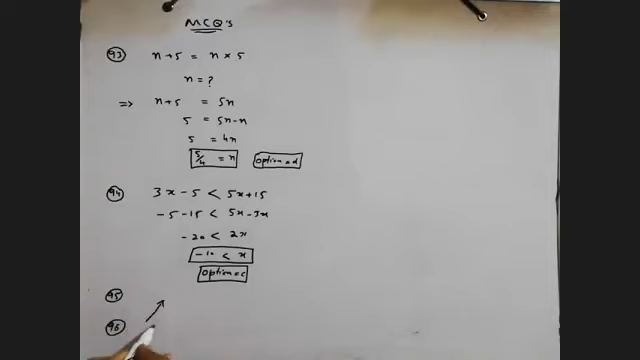 MCQ's
93 n+5 = n × 5
n = ?
=> n+5 = 5n
5 = 5n-n
5 = 4n
5/4 = n Option = d
94 3x - 5 < 5x + 15
-5 - 15 < 5x - 3x
-20 < 2x
-10 < x
Option = c
95
96